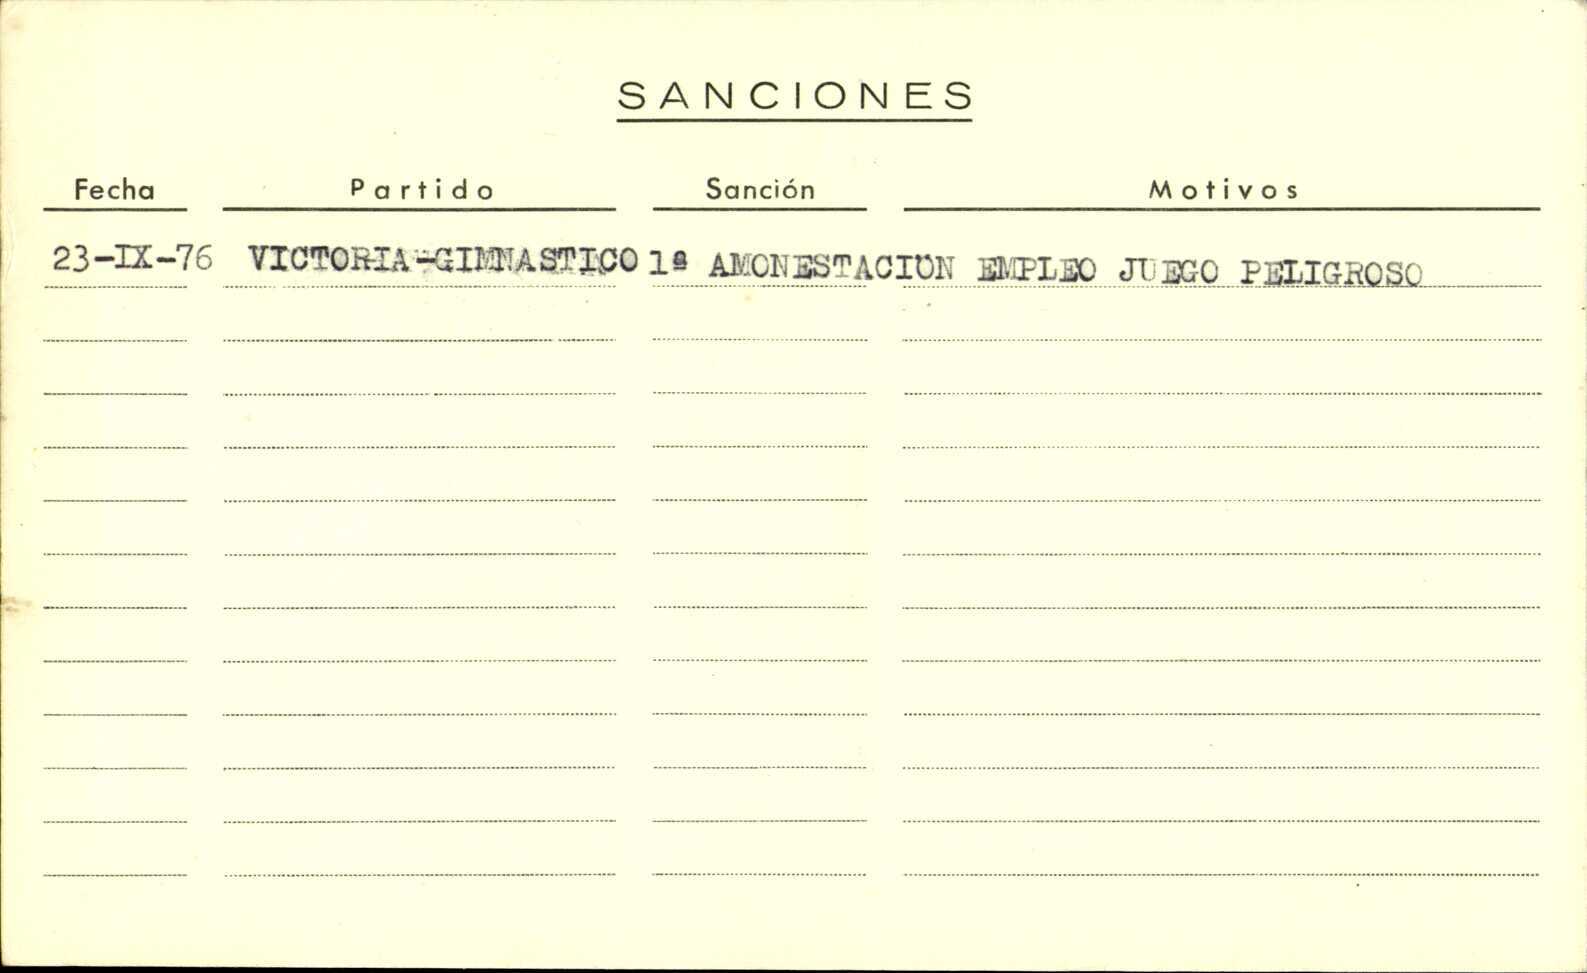 SANCIONES
Fecha Partido Sanción Motivos
23-IX-76 VICTORIA-GIMNASTICO 1ª AMONESTACION EMPLEO JUEGO PELIGROSO